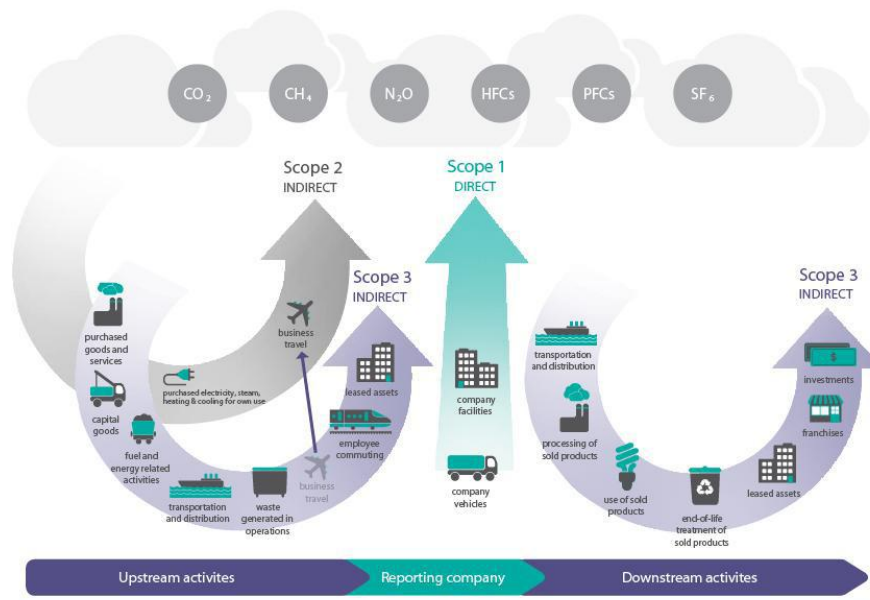 CO₂
CH₄
N₂O
HFCs
PFCs
SF₆
Scope 2
INDIRECT
Scope 1
DIRECT
Scope 3
INDIRECT
Scope 3
INDIRECT
purchased
goods and
services
capital
goods
fuel and
energy related
activities
purchased electricity, steam,
heating & cooling for own use
transportation
and distribution
waste
generated in
operations
business
travel
business
travel
employee
commuting
leased assets
company
facilities
company
vehicles
transportation
and distribution
processing of
sold products
use of sold
products
end-of-life
treatment of
sold products
leased assets
franchises
investments
$
Upstream activites
Reporting company
Downstream activites